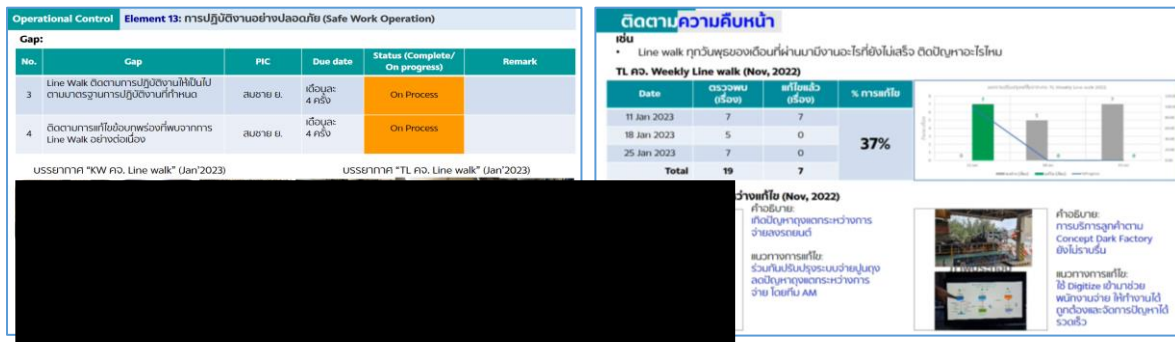 Operational Control Element 13: การปฏิบัติงานอย่างปลอดภัย (Safe Work Operation)
Gap:
No. Gap PIC Due date Status (Complete/ On progress) Remark
3 Line Walk ติดตามการปฏิบัติงานให้เป็นไป
ตามมาตรฐานการปฏิบัติงานที่กำหนด
สมชาย ย.
เดือนละ
4 ครั้ง
On Process
4 ติดตามการแก้ไขข้อบกพร่องที่พบจากการ
Line Walk อย่างต่อเนื่อง
สมชาย ย.
เดือนละ
4 ครั้ง
On Process
บรรยากาศ "KW คจ. Line walk" (Jan'2023)
บรรยากาศ "TL คจ. Line walk" (Jan'2023)
ติดตามความคืบหน้า
เช่น
• Line walk ทุกวันพุธของเดือนที่ผ่านมามีงานอะไรที่ยังไม่เสร็จ ติดปัญหาอะไรไหม
TL คจ. Weekly Line walk (Nov, 2022)
Date ตรวจพบ (เรื่อง) แก้ไขแล้ว (เรื่อง) % การแก้ไข
11 Jan 2023 7 7
18 Jan 2023 5 0
25 Jan 2023 7 0
37%
Total 19 7
ว่างแก้ไข (Nov, 2022)
คำอธิบาย:
เกิดปัญหาถุงแตกระหว่างการ
จ่ายลงรถยนต์
แนวทางการแก้ไข:
ร่วมกันปรับปรุงระบบจ่ายปูนถุง
ลดปัญหาถุงแตกระหว่างการ
จ่าย โดยทีม AM
คำอธิบาย:
การบริการลูกค้าตาม
Concept Dark Factory
ยังไม่ราบรื่น
แนวทางการแก้ไข:
ใช้ Digitize เข้ามาช่วย
พนักงานจ่าย ให้ทำงานได้
ถูกต้องและจัดการปัญหาได้
รวดเร็ว